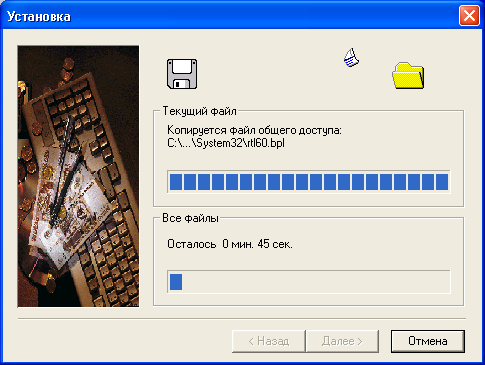 Установка
Текущий файл
Копируется файл общего доступа:
C:\...\System32\rtl60.bpl
Все файлы
Осталось 0 мин. 45 сек.
< Назад
Далее >
Отмена